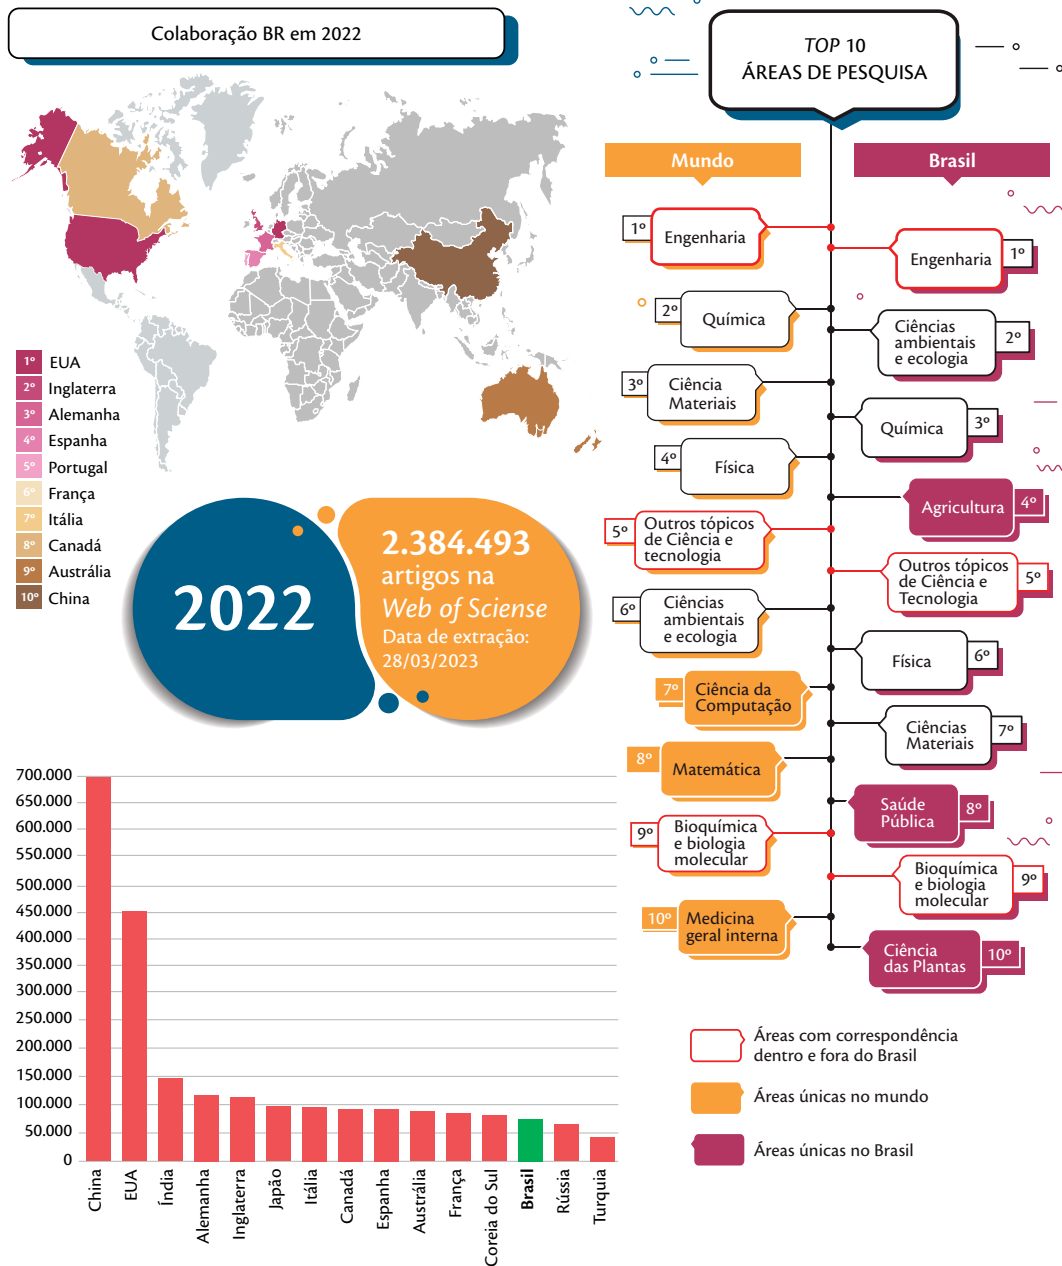 Colaboração BR em 2022
1º EUA
2º Inglaterra
3º Alemanha
4º Espanha
5º Portugal
6º França
7º Itália
8º Canadá
9º Austrália
10º China
2022
2.384.493
artigos na
Web of Sciense
Data de extração:
28/03/2023
700.000
650.000
600.000
550.000
500.000
450.000
400.000
350.000
300.000
250.000
200.000
150.000
100.000
50.000
0
China
EUA
Índia
Alemanha
Inglaterra
Japão
Itália
Canadá
Espanha
Austrália
França
Coreia do Sul
Brasil
Rússia
Turquia
TOP 10
ÁREAS DE PESQUISA
Mundo
1º Engenharia
2º Química
3º Ciência
Materiais
4º Física
5º Outros tópicos
de Ciência e
tecnologia
6º Ciências
ambientais
e ecologia
7º Ciência da
Computação
8º Matemática
9º Bioquímica
e biologia
molecular
10º Medicina
geral interna
Brasil
Engenharia 1º
Ciências
ambientais
e ecologia 2º
Química 3º
Agricultura 4º
Outros tópicos
de Ciência e
Tecnologia 5º
Física 6º
Ciências
Materiais 7º
Saúde
Pública 8º
Bioquímica
e biologia
molecular 9º
Ciência
das Plantas 10º
Áreas com correspondência
dentro e fora do Brasil
Áreas únicas no mundo
Áreas únicas no Brasil